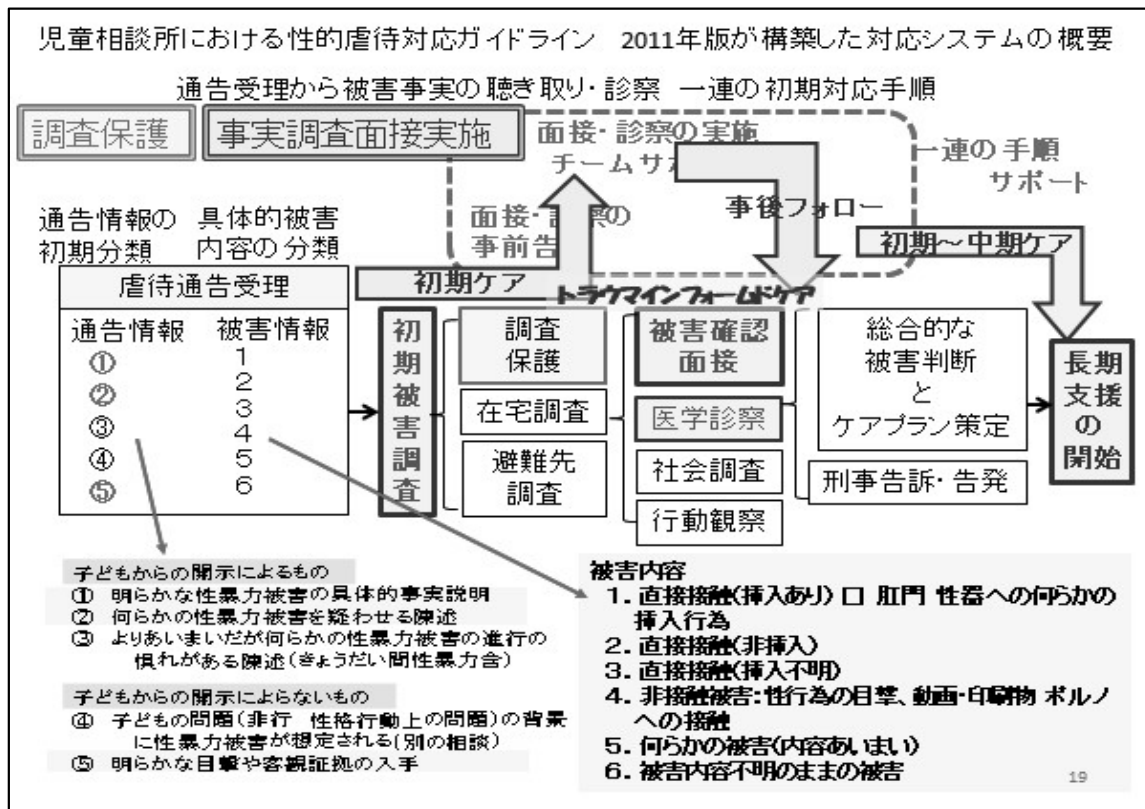 児童相談所における性的虐待対応ガイドライン 2011年版が構築した対応システムの概要
通告受理から被害事実の聴き取り・診察 一連の初期対応手順
調査保護
事実調査面接実施
面接・診察の実施
チームサポ
一連の手順
サポート
面接・診察の
事前告
事後フォロー
通告情報の
初期分類
具体的被害
内容の分類
初期ケア
初期～中期ケア
トラウマインフォームドケア
虐待通告受理
通告情報
①
②
③
④
⑤
被害情報
1
2
3
4
5
6
初期被害調査
調査
保護
在宅調査
避難先
調査
被害確認
面接
医学診察
社会調査
行動観察
総合的な
被害判断
と
ケアプラン策定
刑事告訴・告発
長期
支援
の
開始
子どもからの開示によるもの
① 明らかな性暴力被害の具体的事実説明
② 何らかの性暴力被害を疑わせる陳述
③ よりあいまいだが何らかの性暴力被害の進行の
惧れがある陳述(きょうだい間性暴力含)
子どもからの開示によらないもの
④ 子どもの問題(非行 性格行動上の問題)の背景
に性暴力被害が想定される(別の相談)
⑤ 明らかな目撃や客観証拠の入手
被害内容
1. 直接接触(挿入あり) 口 肛門 性器への何らかの
挿入行為
2. 直接接触(非挿入)
3. 直接接触(挿入不明)
4. 非接触被害:性行為の目撃、動画・印刷物 ポルノ
への接触
5. 何らかの被害(内容あいまい)
6. 被害内容不明のままの被害
19